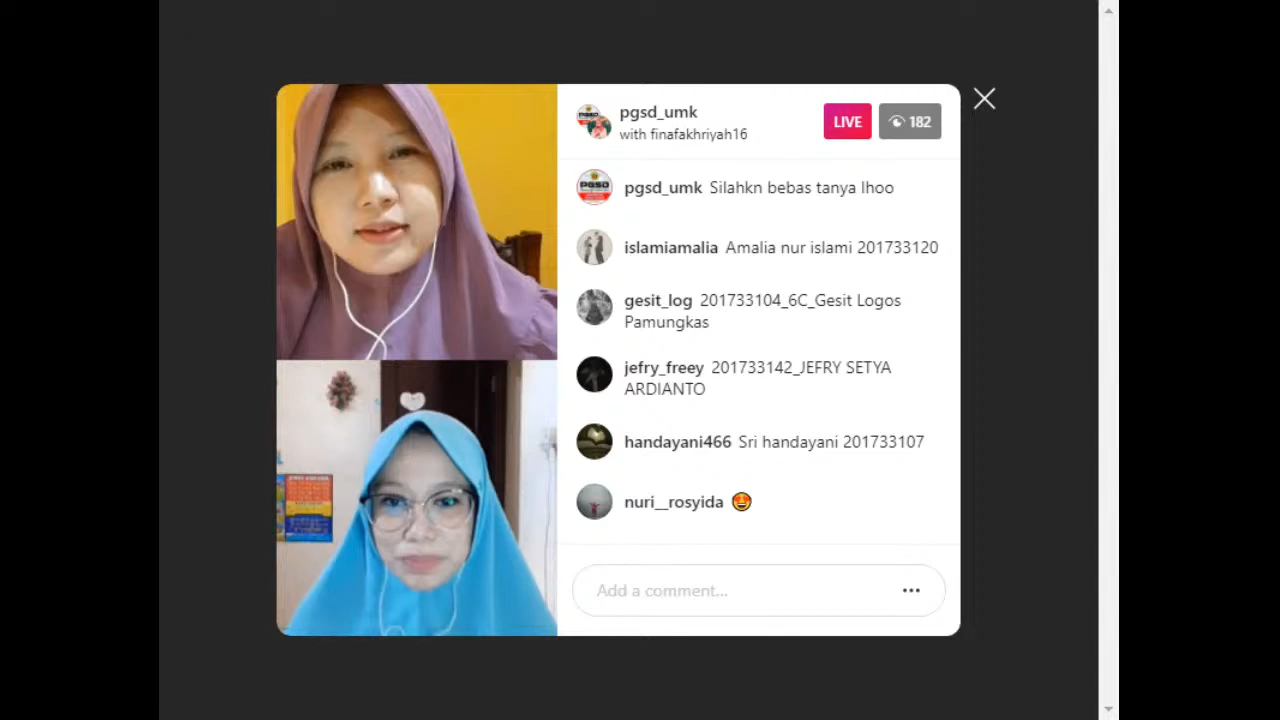 pgsd_umk
with finafakhriyah16
LIVE
182
pgsd_umk Silahkn bebas tanya lhoo
islamiamalia Amalia nur islami 201733120
gesit_log 201733104_6C_Gesit Logos
Pamungkas
jefry_freey 201733142_JEFRY SETYA
ARDIANTO
handayani466 Sri handayani 201733107
nuri__rosyida 😍
Add a comment...